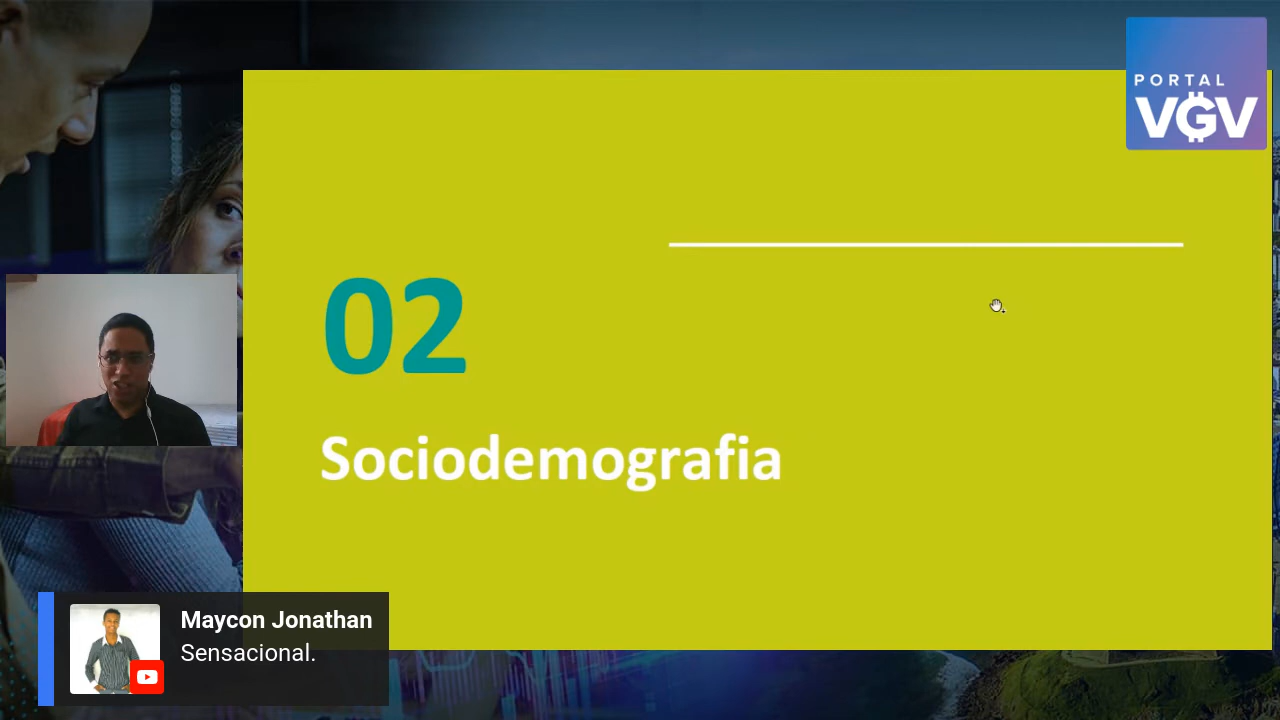 PORTAL
VGV
02
Sociodemografia
Maycon Jonathan
Sensacional.